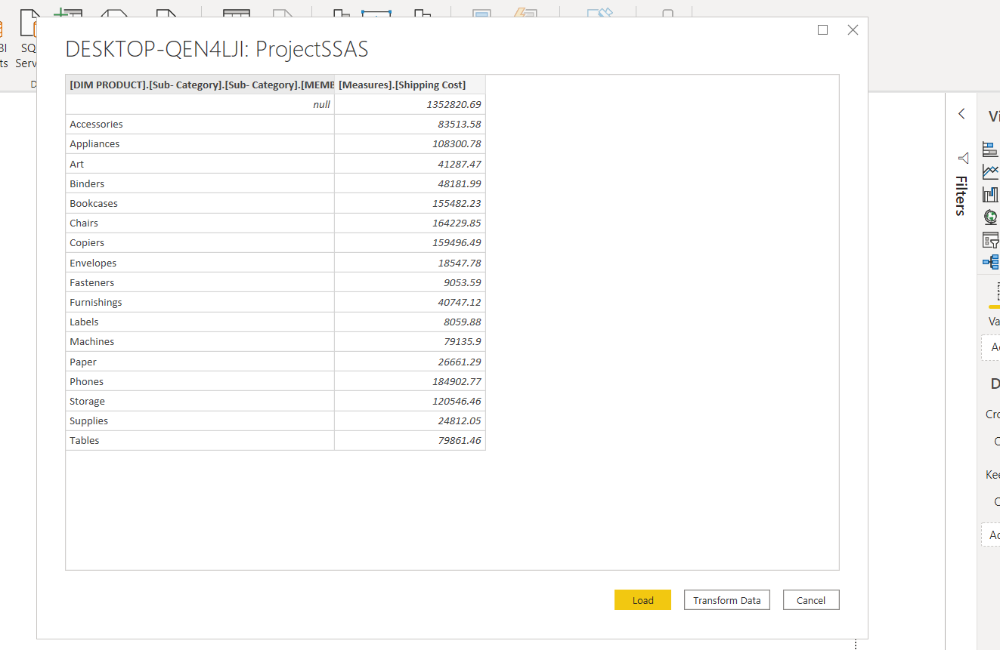 BI SQ
ts Serv
DESKTOP-QEN4LJI: ProjectSSAS
[DIM PRODUCT].[Sub- Category].[Sub- Category].[MEMB [Measures].[Shipping Cost]
null 1352820.69
Accessories 83513.58
Appliances 108300.78
Art 41287.47
Binders 48181.99
Bookcases 155482.23
Chairs 164229.85
Copiers 159496.49
Envelopes 18547.78
Fasteners 9053.59
Furnishings 40747.12
Labels 8059.88
Machines 79135.9
Paper 26661.29
Phones 184902.77
Storage 120546.46
Supplies 24812.05
Tables 79861.46
Load Transform Data Cancel
Filters
Vi
Va
Ac
D
Cro
Kee
Ac